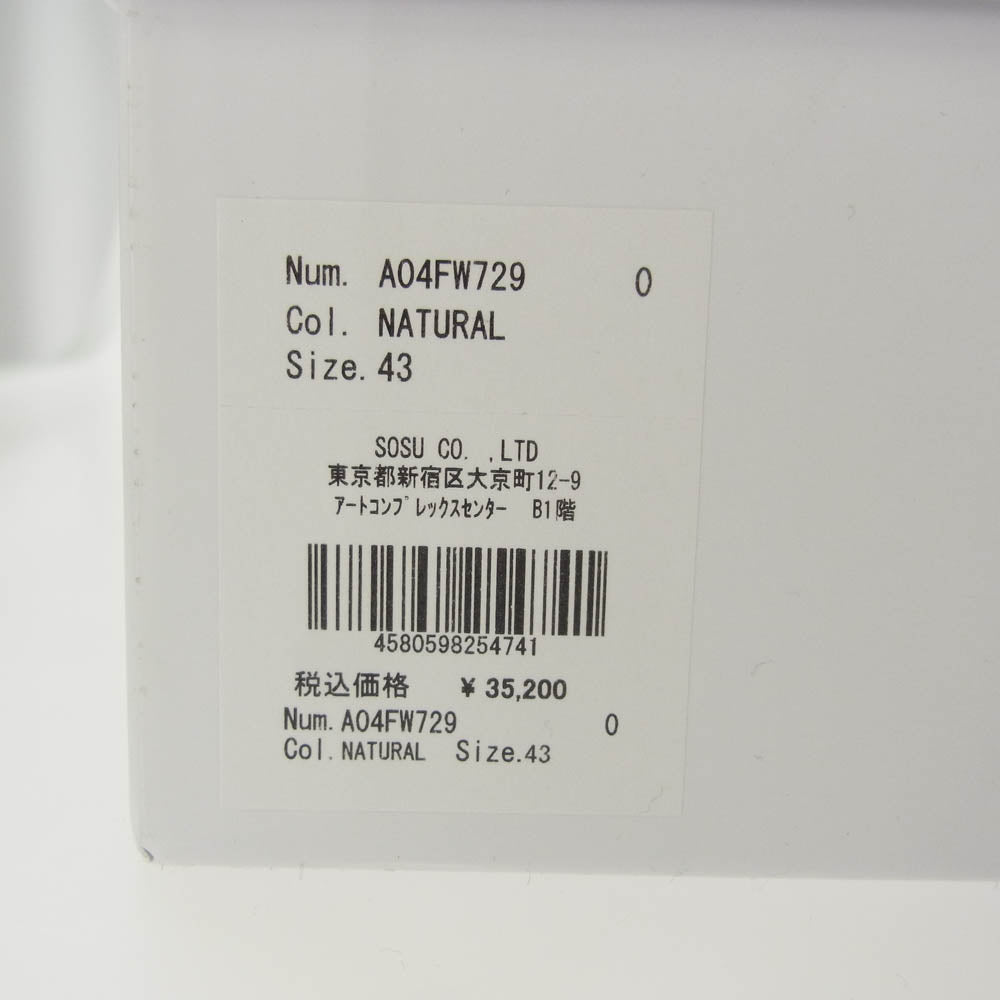 Num. A04FW729 0
Col. NATURAL
Size. 43
SOSU CO. ,LTD
東京都新宿区大京町12-9
ｱｰﾄｺﾝﾌﾟﾚｯｸｽｾﾝﾀｰ B1階
4580598254741
税込価格 ¥ 35,200
Num. A04FW729 0
Col. NATURAL Size. 43